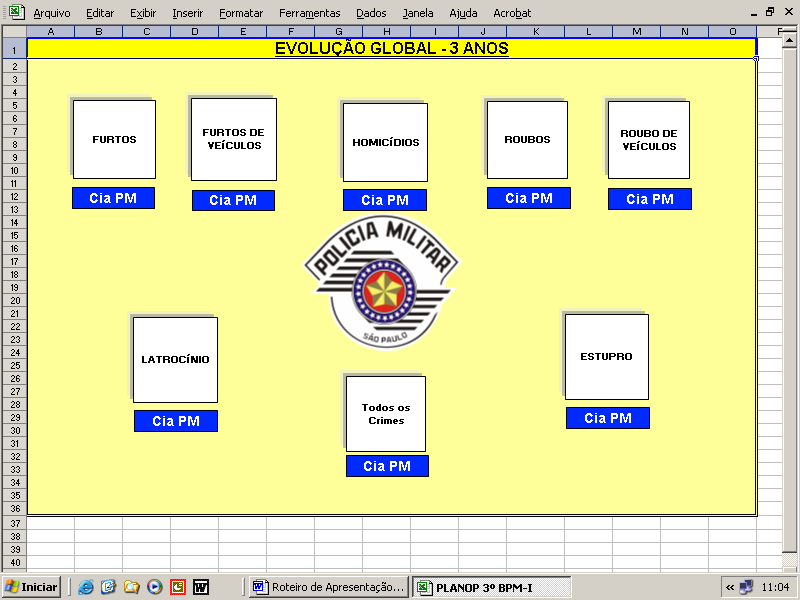 Arquivo Editar Exibir Inserir Formatar Ferramentas Dados Janela Ajuda Acrobat
A B C D E F G H I J K L M N O
1 EVOLUÇÃO GLOBAL - 3 ANOS
2
3
4
5
6
7
8
9
10
11
12
13
14
15
16
17
18
19
20
21
22
23
24
25
26
27
28
29
30
31
32
33
34
35
36
37
38
39
40
FURTOS
FURTOS DE
VEÍCULOS
HOMICÍDIOS
ROUBOS
ROUBO DE
VEÍCULOS
Cia PM Cia PM Cia PM Cia PM Cia PM
POLICIA MILITAR
SÃO PAULO
LATROCÍNIO
ESTUPRO
Todos os
Crimes
Cia PM Cia PM
Cia PM
Iniciar Roteiro de Apresentação... PLANOP 3º BPM-I « 11:04